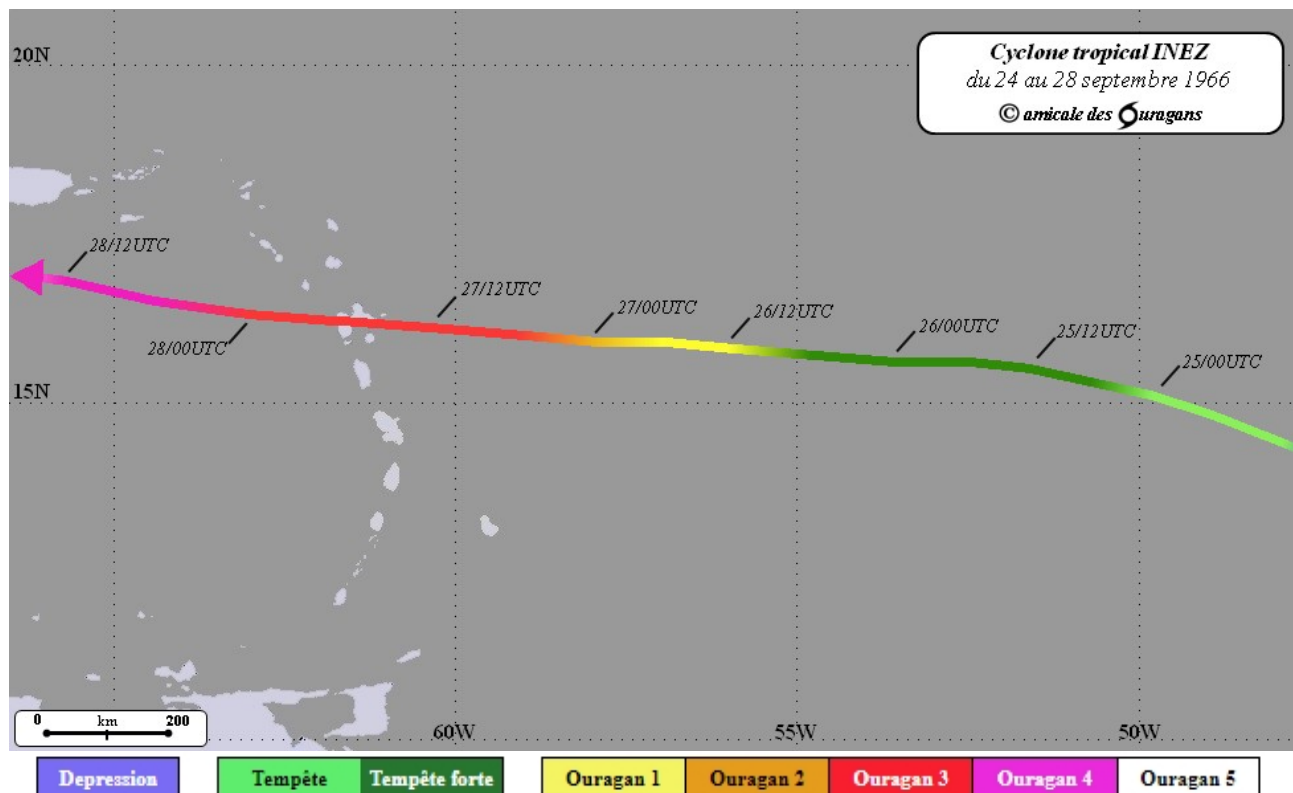 20N
Cyclone tropical INEZ
du 24 au 28 septembre 1966
© amicale des Ouragans
28/12UTC
27/12UTC
27/00UTC
26/12UTC
26/00UTC
25/12UTC
25/00UTC
28/00UTC
15N
0 km 200
60W 55W 50W
Depression Tempête Tempête forte Ouragan 1 Ouragan 2 Ouragan 3 Ouragan 4 Ouragan 5